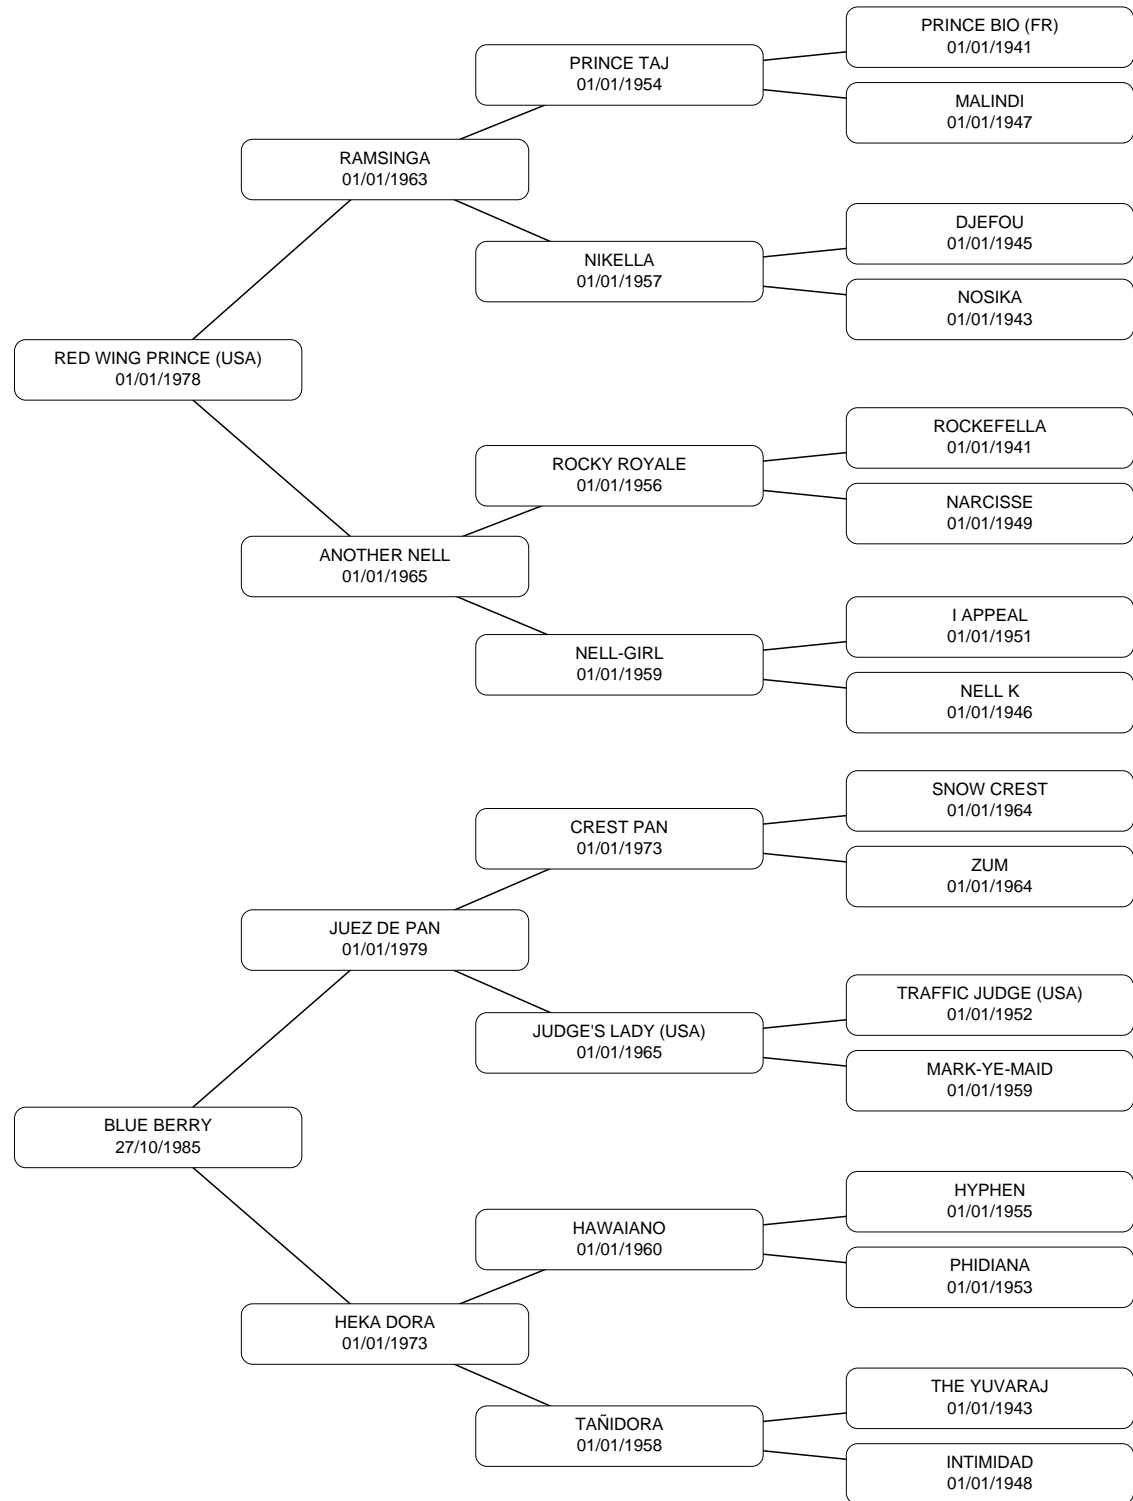 PRINCE BIO (FR)
01/01/1941
PRINCE TAJ
01/01/1954
MALINDI
01/01/1947
RAMSINGA
01/01/1963
DJEFOU
01/01/1945
NIKELLA
01/01/1957
NOSIKA
01/01/1943
RED WING PRINCE (USA)
01/01/1978
ROCKEFELLA
01/01/1941
ROCKY ROYALE
01/01/1956
NARCISSE
01/01/1949
ANOTHER NELL
01/01/1965
I APPEAL
01/01/1951
NELL-GIRL
01/01/1959
NELL K
01/01/1946
SNOW CREST
01/01/1964
CREST PAN
01/01/1973
ZUM
01/01/1964
JUEZ DE PAN
01/01/1979
TRAFFIC JUDGE (USA)
01/01/1952
JUDGE'S LADY (USA)
01/01/1965
MARK-YE-MAID
01/01/1959
BLUE BERRY
27/10/1985
HYPHEN
01/01/1955
HAWAIANO
01/01/1960
PHIDIANA
01/01/1953
HEKA DORA
01/01/1973
THE YUVARAJ
01/01/1943
TAÑIDORA
01/01/1958
INTIMIDAD
01/01/1948